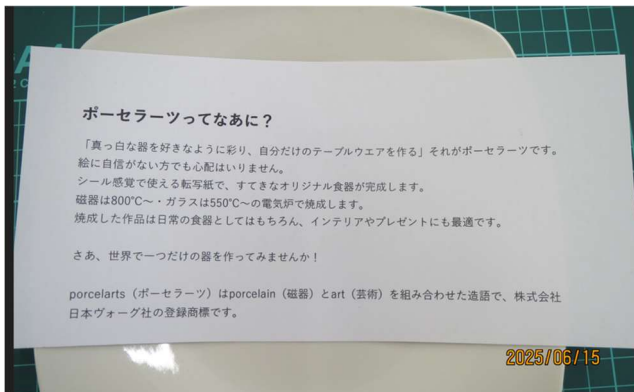 ポーセラーツってなあに？
「真っ白な器を好きなように彩り、自分だけのテーブルウエアを作る」それがポーセラーツです。
絵に自信がない方でも心配はいりません。
シール感覚で使える転写紙で、すてきなオリジナル食器が完成します。
磁器は800℃～・ガラスは550℃～の電気炉で焼成します。
焼成した作品は日常の食器としてはもちろん、インテリアやプレゼントにも最適です。
さあ、世界で一つだけの器を作ってみませんか！
porcelarts（ポーセラーツ）はporcelain（磁器）とart（芸術）を組み合わせた造語で、株式会社
日本ヴォーグ社の登録商標です。
2025/06/15